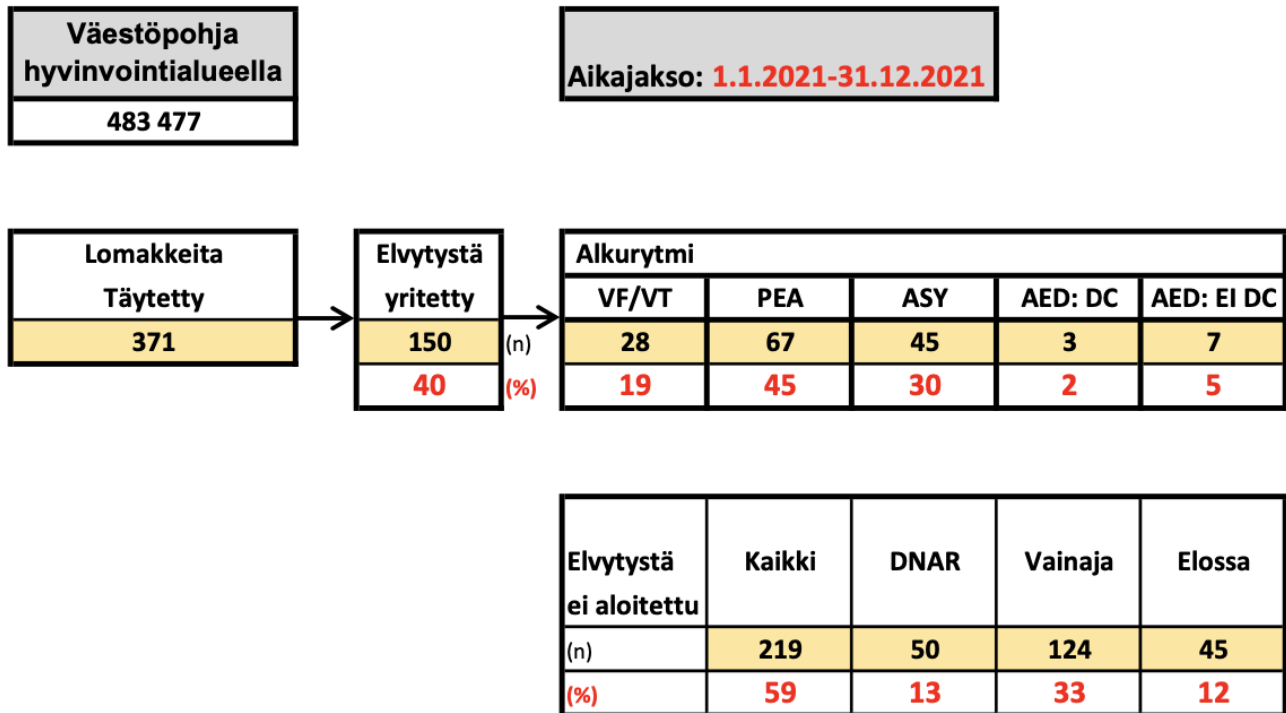 Väestöpohja
hyvinvointialueella
483 477
Aikajakso: 1.1.2021-31.12.2021
Lomakkeita
Täytetty
371
Elvytystä
yritetty
150 (n)
40 (%)
Alkurytmi
VF/VT PEA ASY AED: DC AED: EI DC
28 67 45 3 7
19 45 30 2 5
Elvytystä
ei aloitettu
Kaikki DNAR Vainaja Elossa
(n) 219 50 124 45
(%) 59 13 33 12